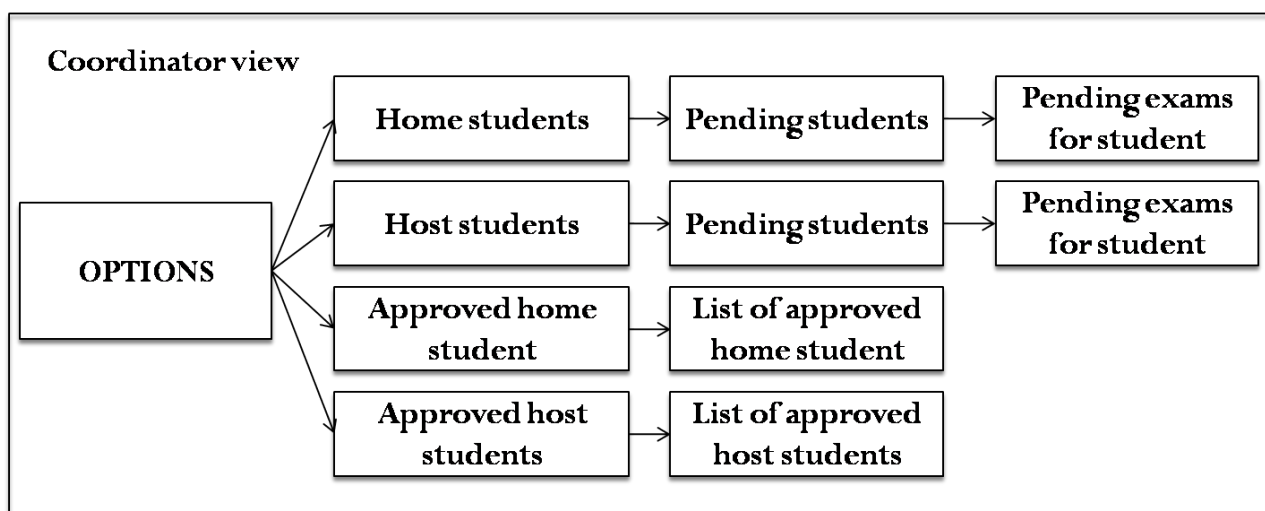 Coordinator view
Home students
Pending students
Pending exams
for student
Host students
Pending students
Pending exams
for student
OPTIONS
Approved home
student
List of approved
home student
Approved host
students
List of approved
host students